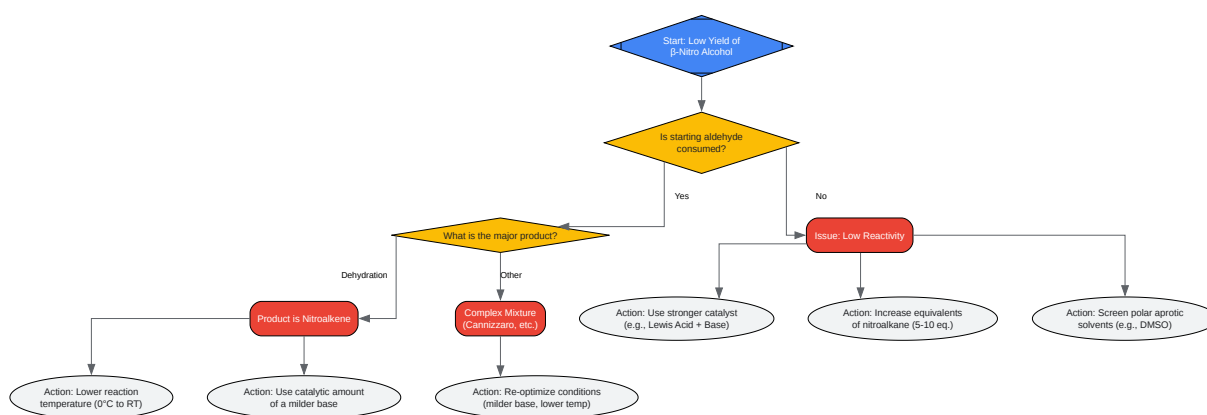 Start: Low Yield of
β-Nitro Alcohol
Is starting aldehyde
consumed?
Yes
No
What is the major product?
Issue: Low Reactivity
Dehydration
Other
Product is Nitroalkene
Complex Mixture
(Cannizzaro, etc.)
Action: Use stronger catalyst
(e.g., Lewis Acid + Base)
Action: Increase equivalents
of nitroalkane (5-10 eq.)
Action: Screen polar aprotic
solvents (e.g., DMSO)
Action: Lower reaction
temperature (0°C to RT)
Action: Use catalytic amount
of a milder base
Action: Re-optimize conditions
(milder base, lower temp)